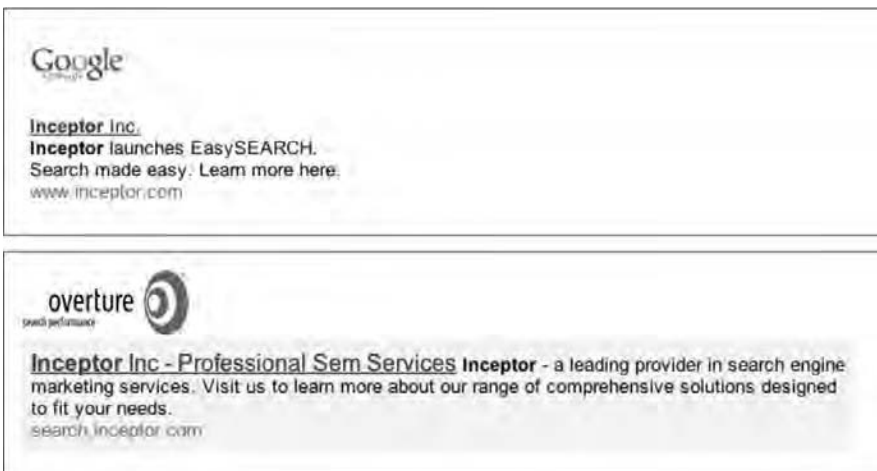 Google
Inceptor Inc.
Inceptor launches EasySEARCH.
Search made easy. Learn more here.
www.inceptor.com
overture
search performance
Inceptor Inc - Professional Sem Services Inceptor - a leading provider in search engine
marketing services. Visit us to learn more about our range of comprehensive solutions designed
to fit your needs.
search.inceptor.com